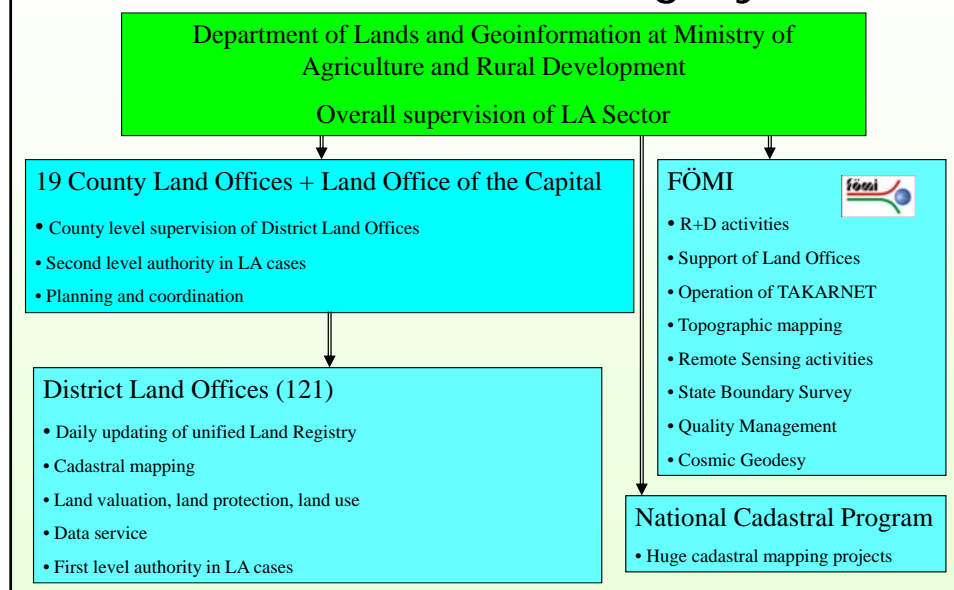 Department of Lands and Geoinformation at Ministry of
Agriculture and Rural Development
Overall supervision of LA Sector
19 County Land Offices + Land Office of the Capital
• County level supervision of District Land Offices
• Second level authority in LA cases
• Planning and coordination
FÖMI
fömi
• R+D activities
• Support of Land Offices
• Operation of TAKARNET
• Topographic mapping
• Remote Sensing activities
• State Boundary Survey
• Quality Management
• Cosmic Geodesy
District Land Offices (121)
• Daily updating of unified Land Registry
• Cadastral mapping
• Land valuation, land protection, land use
• Data service
• First level authority in LA cases
National Cadastral Program
• Huge cadastral mapping projects